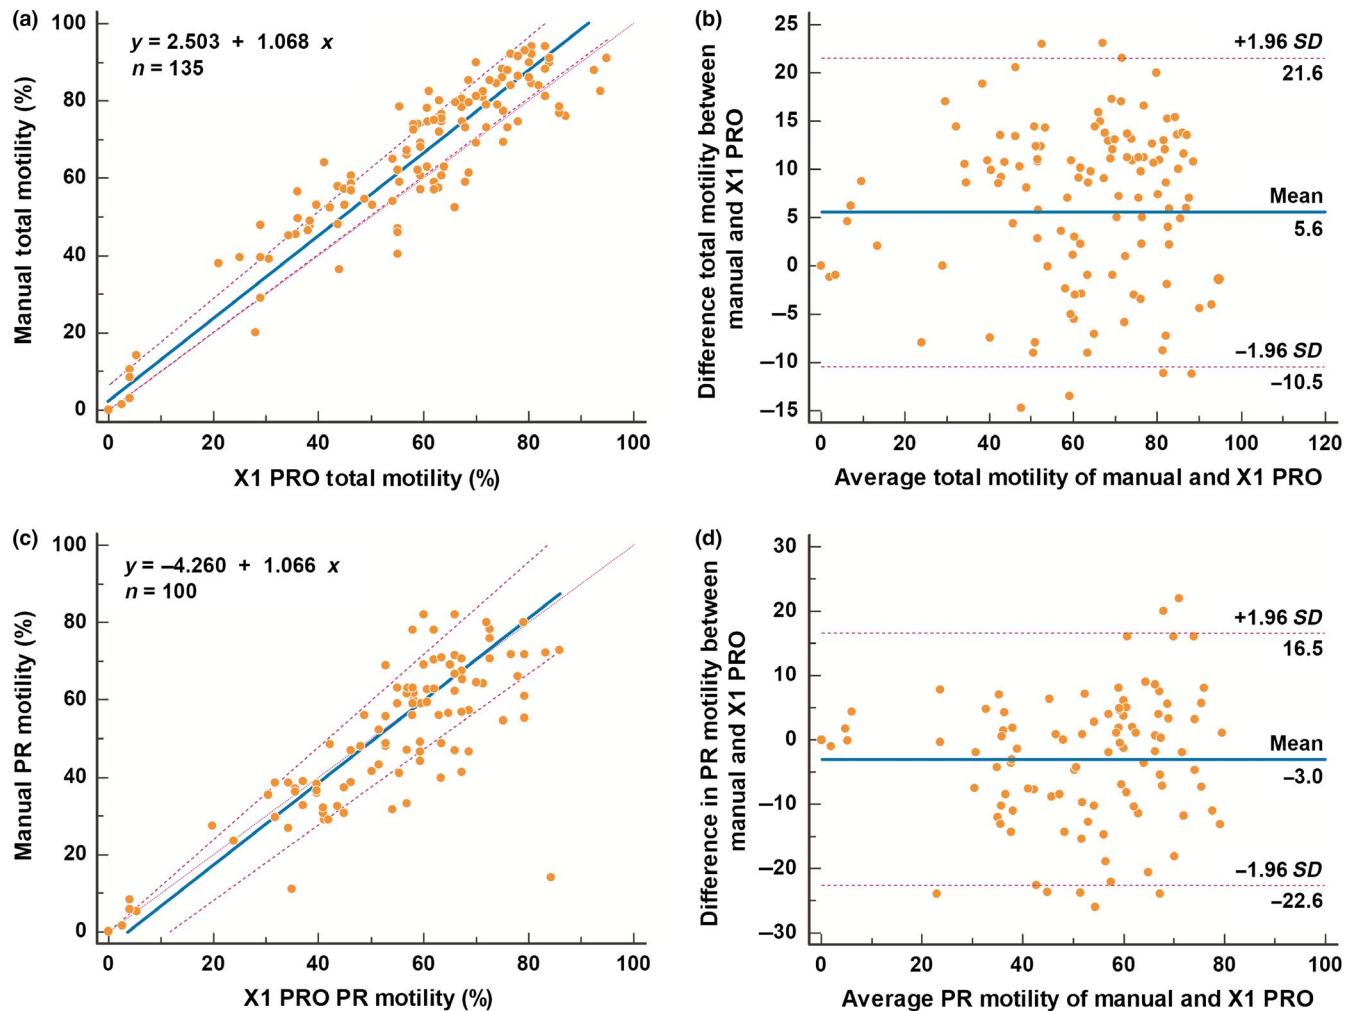 (a)
y = 2.503 + 1.068 x
n = 135
Manual total motility (%)
100
80
60
40
20
0
0 20 40 60 80 100
X1 PRO total motility (%)
(b)
Difference total motility between
manual and X1 PRO
25
20
15
10
5
0
–5
–10
–15
+1.96 SD
21.6
Mean
5.6
–1.96 SD
–10.5
0 20 40 60 80 100 120
Average total motility of manual and X1 PRO
(c)
y = –4.260 + 1.066 x
n = 100
Manual PR motility (%)
100
80
60
40
20
0
0 20 40 60 80 100
X1 PRO PR motility (%)
(d)
Difference in PR motility between
manual and X1 PRO
30
20
10
0
–10
–20
–30
+1.96 SD
16.5
Mean
–3.0
–1.96 SD
–22.6
0 20 40 60 80 100
Average PR motility of manual and X1 PRO